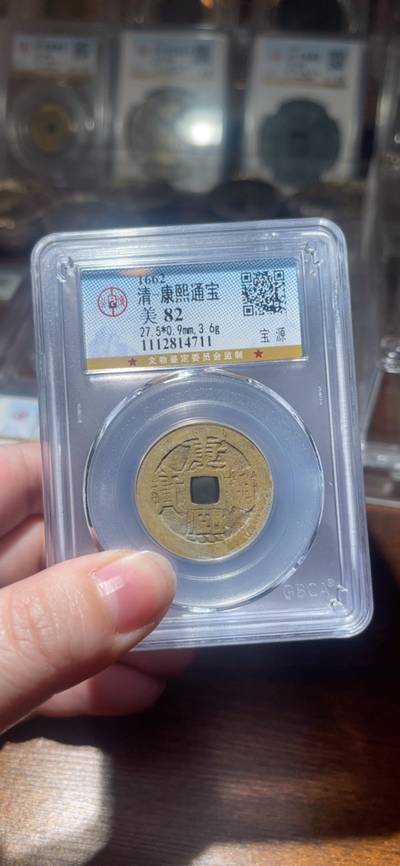 1662
清·康熙通宝
美 82
27.5*0.9mm,3.6g
宝 源
1112814711
★ 文物鉴定委员会监制 ★
康熙通寶
GBCA®